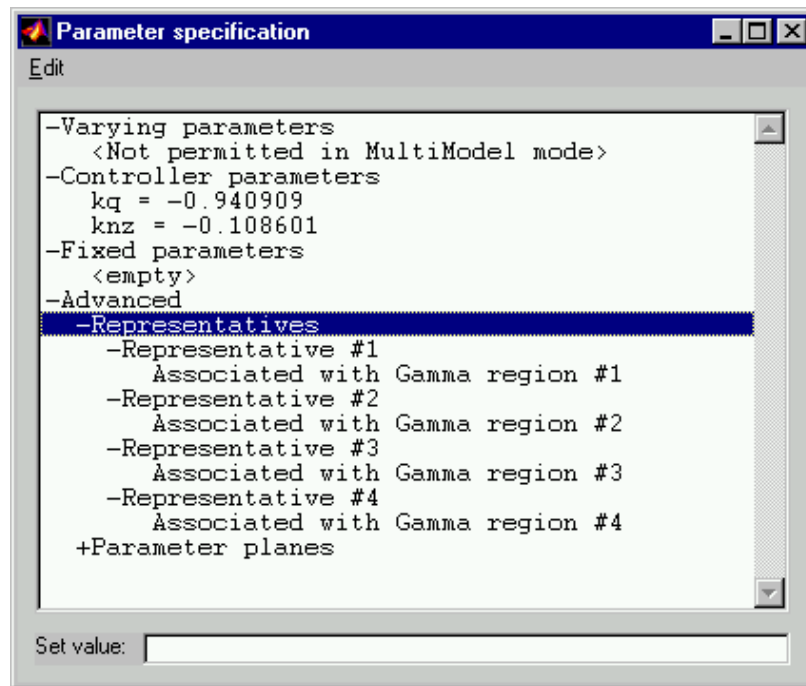 Parameter specification
Edit
-Varying parameters
<Not permitted in MultiModel mode>
-Controller parameters
kq = -0.940909
knz = -0.108601
-Fixed parameters
<empty>
-Advanced
-Representatives
-Representative #1
Associated with Gamma region #1
-Representative #2
Associated with Gamma region #2
-Representative #3
Associated with Gamma region #3
-Representative #4
Associated with Gamma region #4
+Parameter planes
Set value: